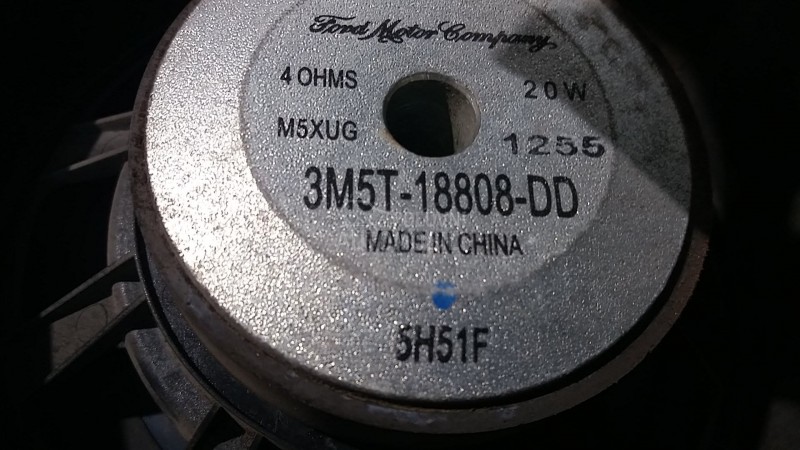 Ford Motor Company
4 OHMS 20W
M5XUG 1255
3M5T-18808-DD
MADE IN CHINA
5H51F